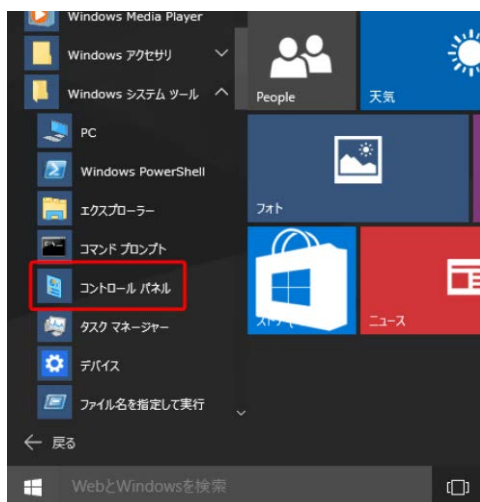 Windows Media Player
Windows アクセサリ
Windows システム ツール
PC
Windows PowerShell
エクスプローラー
コマンド プロンプト
コントロール パネル
タスク マネージャー
デバイス
ファイル名を指定して実行
戻る
WebとWindowsを検索
People
天気
フォト
ストア
ニュース